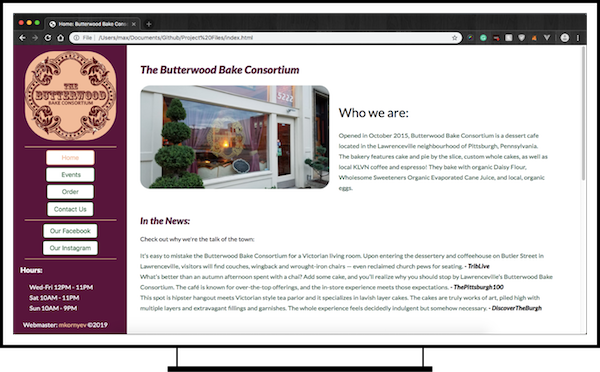 Home: Butterwood Bake Cons
File | /Users/max/Documents/Github/Project%20Files/index.html
THE
BUTTERWOOD
BAKE CONSORTIUM
Home
Events
Order
Contact Us
Our Facebook
Our Instagram
Hours:
Wed-Fri 12PM - 11PM
Sat 10AM - 11PM
Sun 10AM - 9PM
Webmaster: mkornyev ©2019
The Butterwood Bake Consortium
5222
Who we are:
Opened in October 2015, Butterwood Bake Consortium is a dessert cafe
located in the Lawrenceville neighbourhood of Pittsburgh, Pennsylvania.
The bakery features cake and pie by the slice, custom whole cakes, as well as
local KLVN coffee and espresso! They bake with organic Daisy Flour,
Wholesome Sweeteners Organic Evaporated Cane Juice, and local, organic
eggs.
In the News:
Check out why we're the talk of the town:
It's easy to mistake the Butterwood Bake Consortium for a Victorian living room. Upon entering the dessertery and coffeehouse on Butler Street in
Lawrenceville, visitors will find couches, wingback and wrought-iron chairs — even reclaimed church pews for seating. - TribLive
What's better than an autumn afternoon spent with a chai? Add some cake, and you'll realize why you should stop by Lawrenceville's Butterwood Bake
Consortium. The café is known for over-the-top offerings, and the in-store experience meets those expectations. - ThePittsburgh100
This spot is hipster hangout meets Victorian style tea parlor and it specializes in lavish layer cakes. The cakes are truly works of art, piled high with
multiple layers and extravagant fillings and garnishes. The whole experience feels decidedly indulgent but somehow necessary. - DiscoverTheBurgh